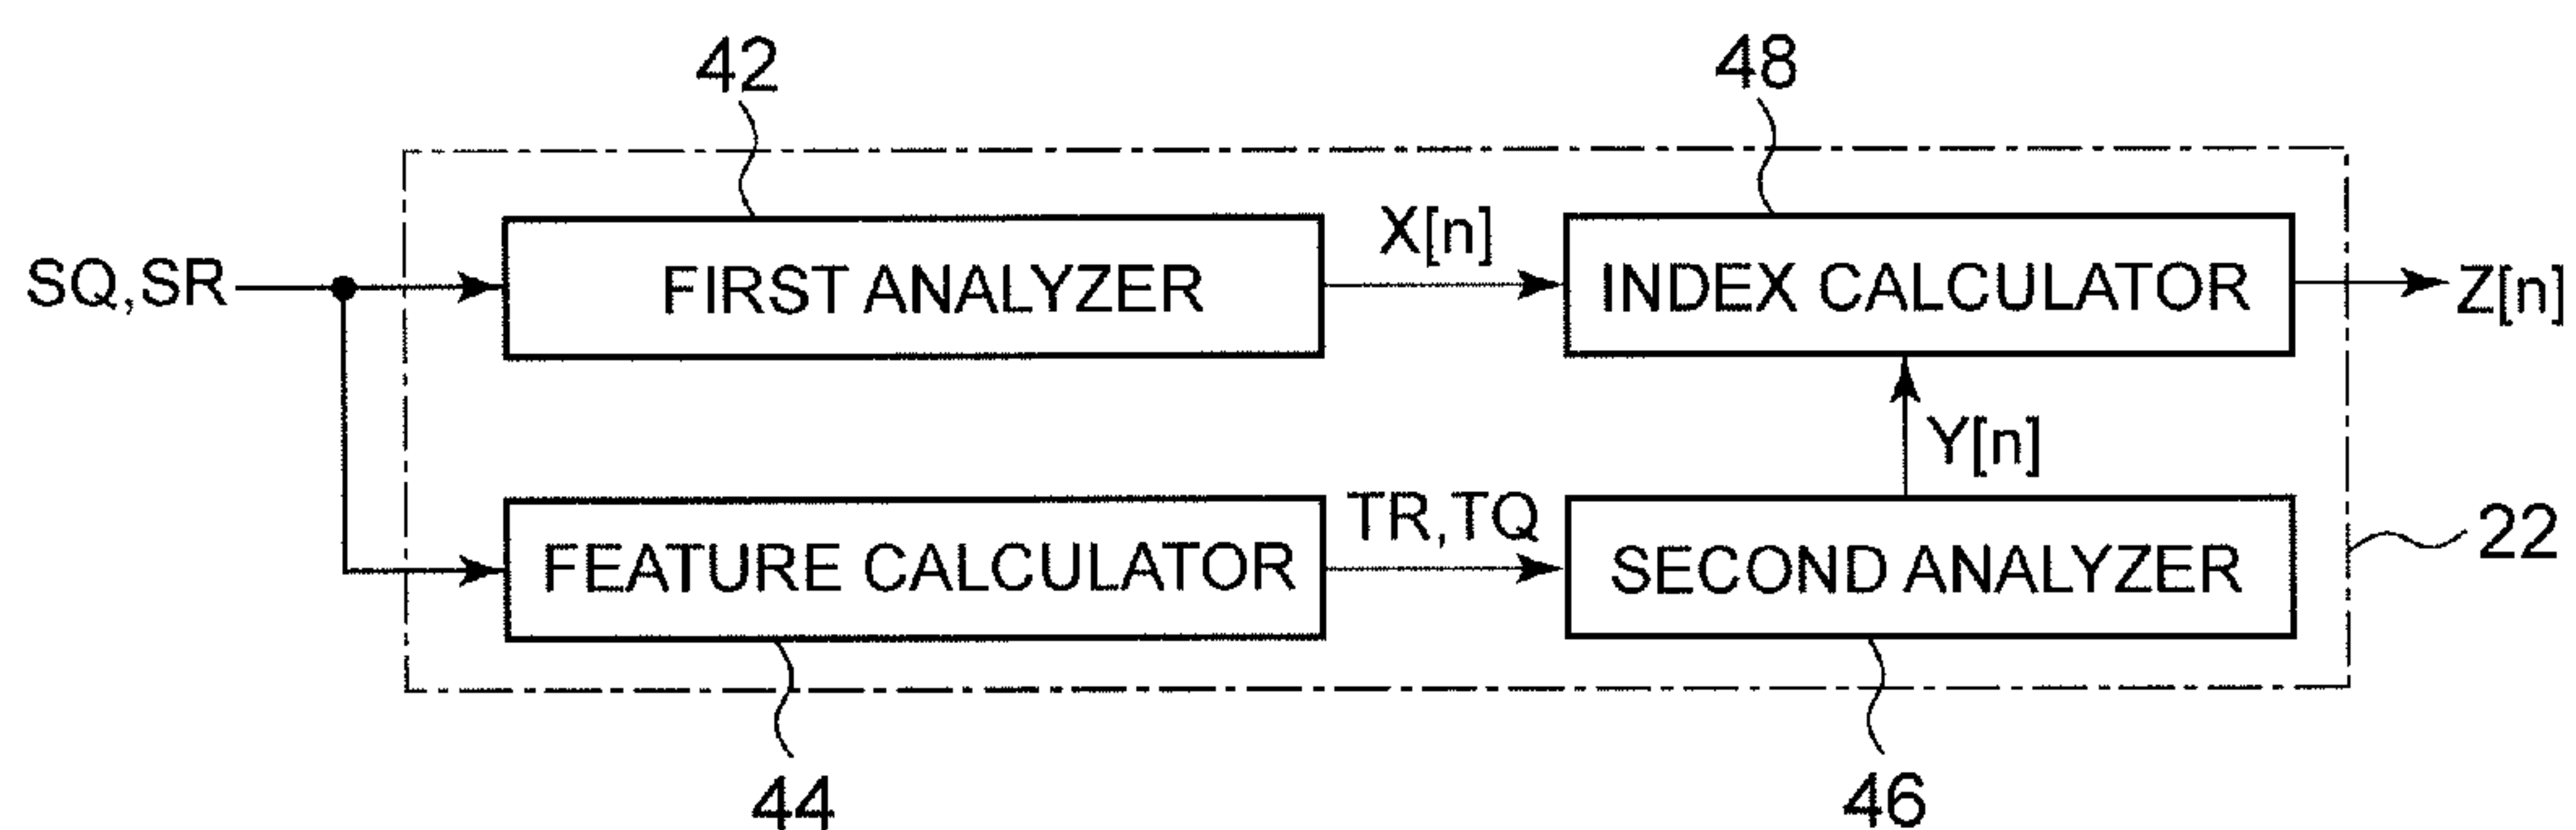 42
48
SQ,SR
FIRST ANALYZER
X[n]
INDEX CALCULATOR
Z[n]
Y[n]
FEATURE CALCULATOR
TR,TQ
SECOND ANALYZER
22
44
46